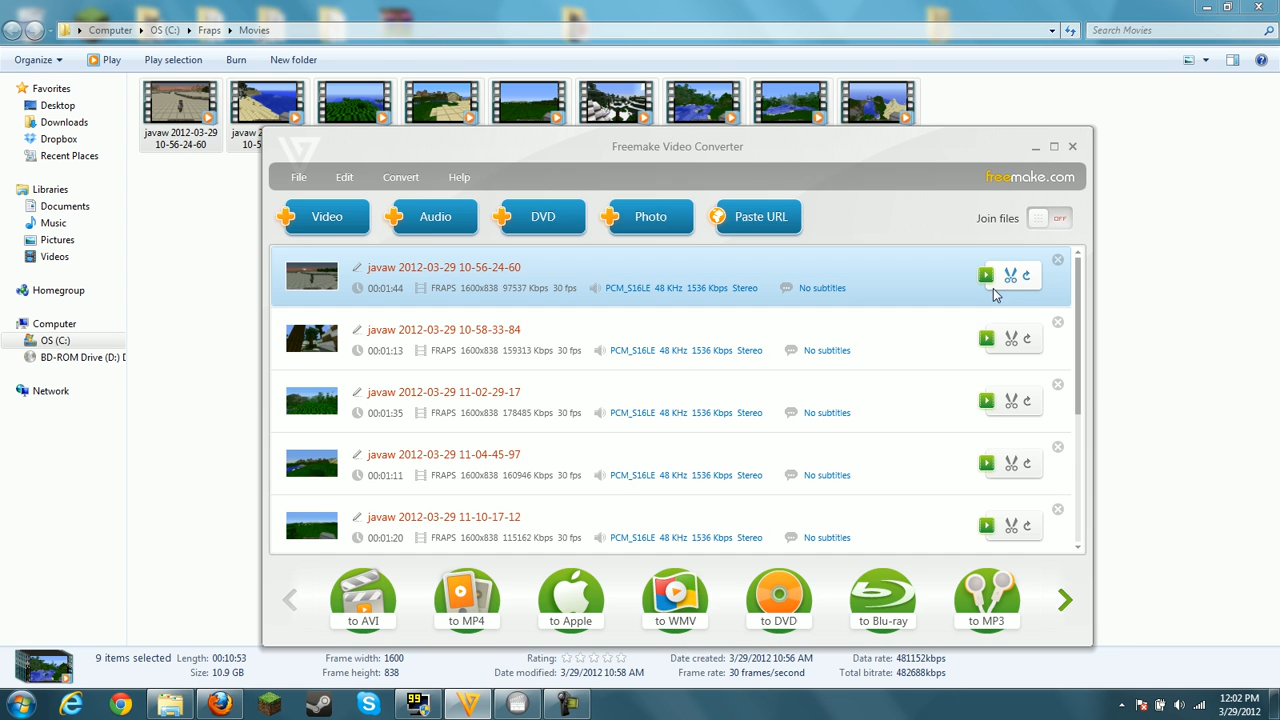 Computer OS (C:) Fraps Movies
Search Movies
Organize Play Play selection Burn New folder
Favorites
Desktop
Downloads
Dropbox
Recent Places
Libraries
Documents
Music
Pictures
Videos
Homegroup
Computer
OS (C:)
BD-ROM Drive (D:) D
Network
javaw 2012-03-29
10-56-24-60
javaw 2
10-5
Freemake Video Converter
File Edit Convert Help
freemake.com
Video Audio DVD Photo Paste URL
Join files OFF
javaw 2012-03-29 10-56-24-60
00:01:44 FRAPS 1600x838 97537 Kbps 30 fps PCM_S16LE 48 KHz 1536 Kbps Stereo No subtitles
javaw 2012-03-29 10-58-33-84
00:01:13 FRAPS 1600x838 159313 Kbps 30 fps PCM_S16LE 48 KHz 1536 Kbps Stereo No subtitles
javaw 2012-03-29 11-02-29-17
00:01:35 FRAPS 1600x838 178485 Kbps 30 fps PCM_S16LE 48 KHz 1536 Kbps Stereo No subtitles
javaw 2012-03-29 11-04-45-97
00:01:11 FRAPS 1600x838 160946 Kbps 30 fps PCM_S16LE 48 KHz 1536 Kbps Stereo No subtitles
javaw 2012-03-29 11-10-17-12
00:01:20 FRAPS 1600x838 115162 Kbps 30 fps PCM_S16LE 48 KHz 1536 Kbps Stereo No subtitles
to AVI to MP4 to Apple to WMV to DVD to Blu-ray to MP3
9 items selected Length: 00:10:53 Frame width: 1600 Rating: Date created: 3/29/2012 10:56 AM Data rate: 481152kbps
Size: 10.9 GB Frame height: 838 Date modified: 3/29/2012 10:58 AM Frame rate: 30 frames/second Total bitrate: 482688kbps
99
12:02 PM
3/29/2012